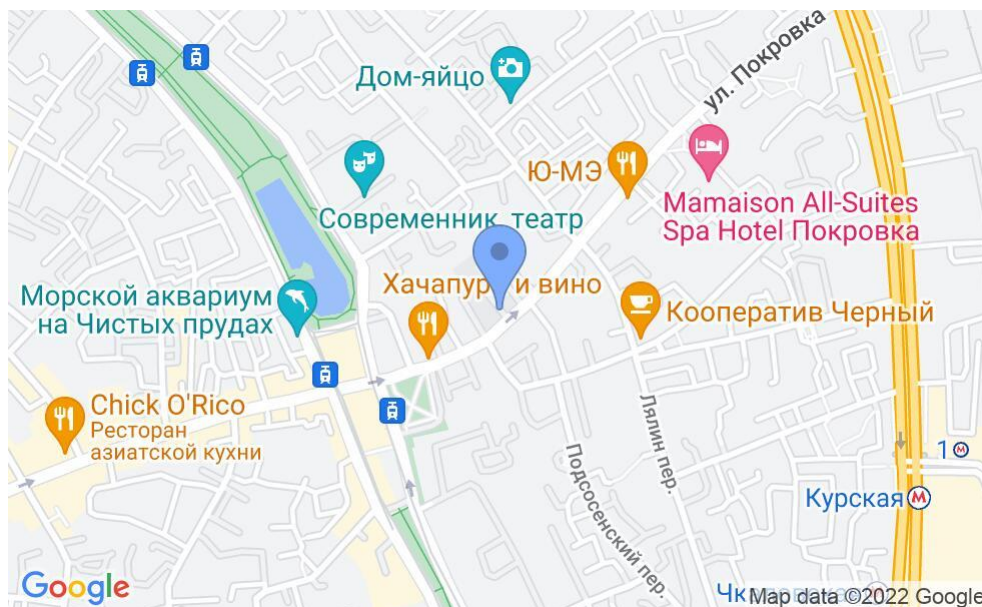 ул. Покровка
Дом-яйцо
Ю-МЭ
Современник, театр
Mamaison All-Suites
Spa Hotel Покровка
Морской аквариум
на Чистых прудах
и вино
Кооператив Черный
Chick O'Rico
Ресторан
азиатской кухни
Лялин пер.
Подсосенский пер.
1
Курская
Google
Map data ©2022 Google